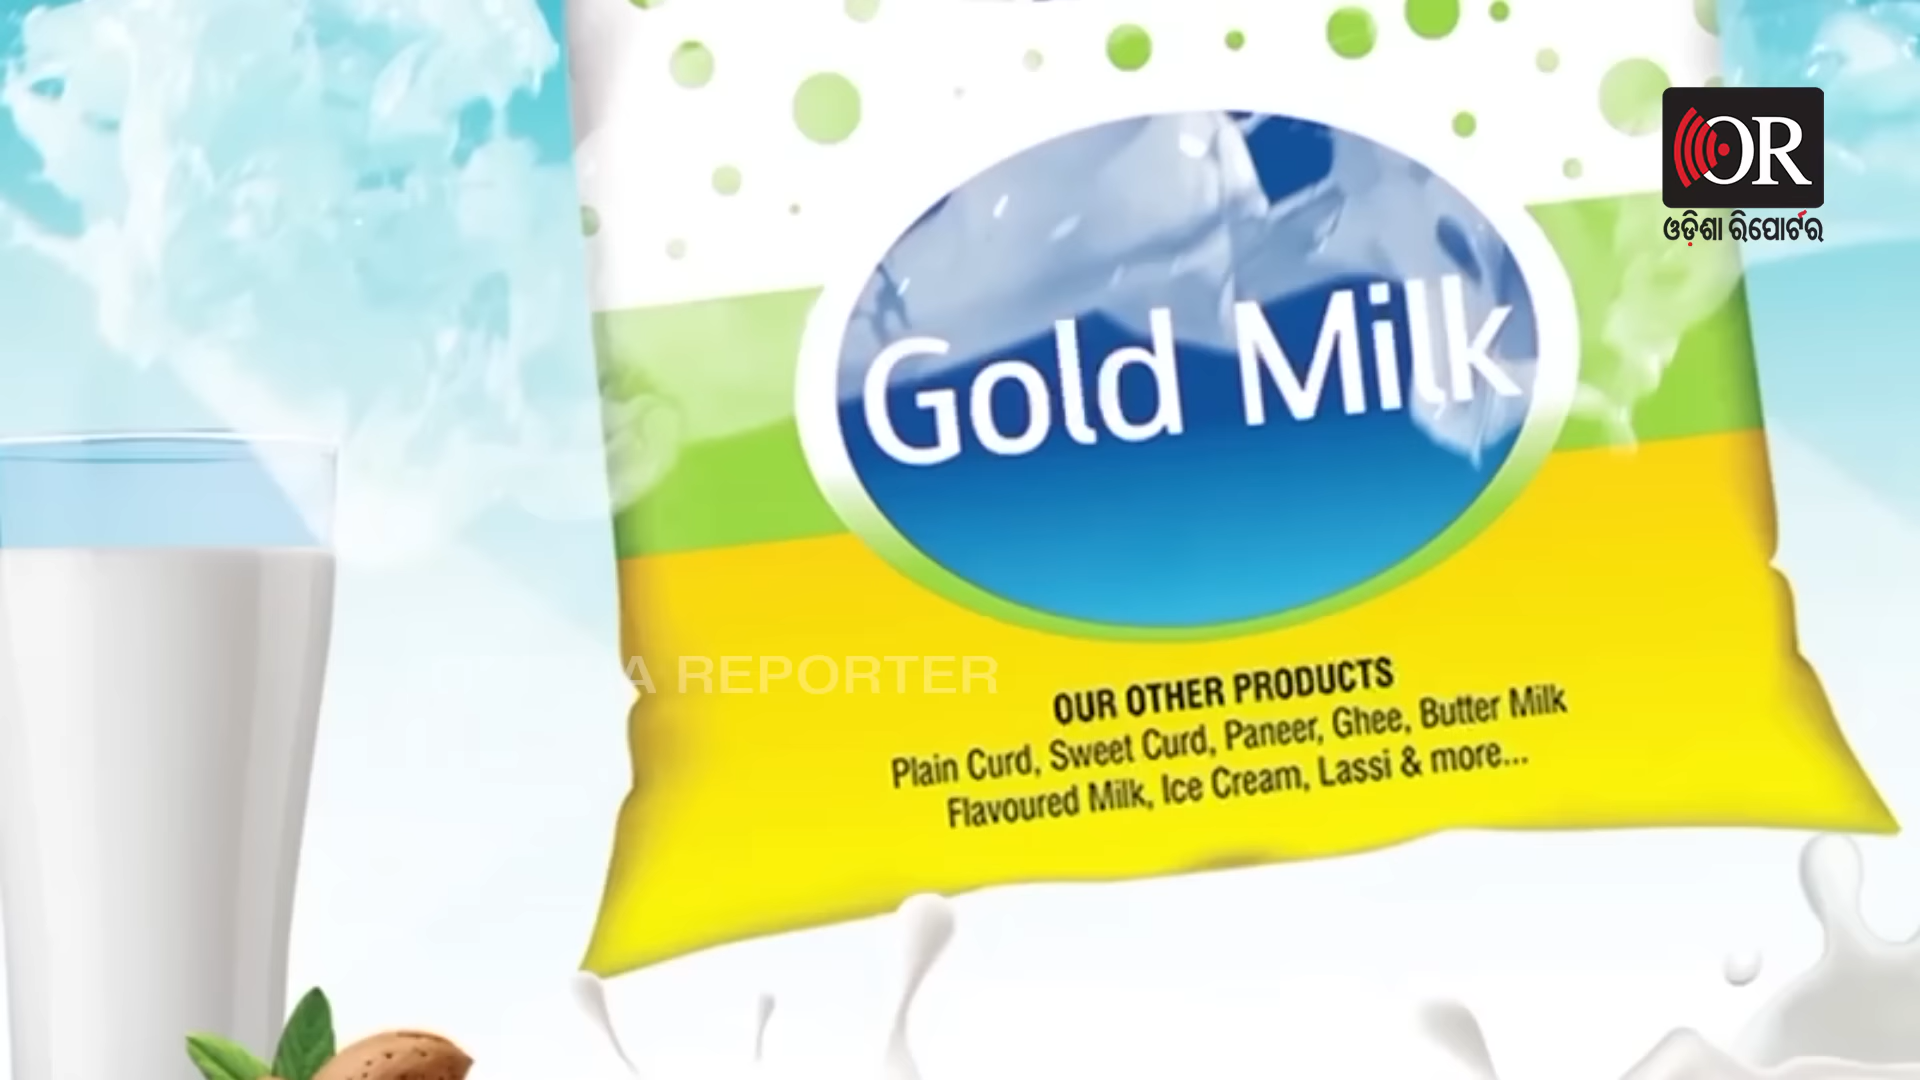 OR
ଓଡ଼ିଶା ରିପୋର୍ଟର
Gold Milk
REPORTER
OUR OTHER PRODUCTS
Plain Curd, Sweet Curd, Paneer, Ghee, Butter Milk
Flavoured Milk, Ice Cream, Lassi & more...